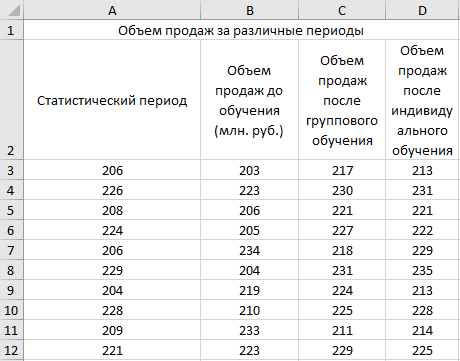 A B C D
1 Объем продаж за различные периоды
2 Статистический период
Объем
продаж до
обучения
(млн. руб.)
Объем
продаж
после
группового
обучения
Объем
продаж
после
индивиду
ального
обучения
3 206 203 217 213
4 226 223 230 231
5 208 206 221 221
6 224 205 227 222
7 206 234 218 229
8 229 204 231 235
9 204 219 224 213
10 228 210 225 228
11 209 233 211 214
12 221 223 229 225